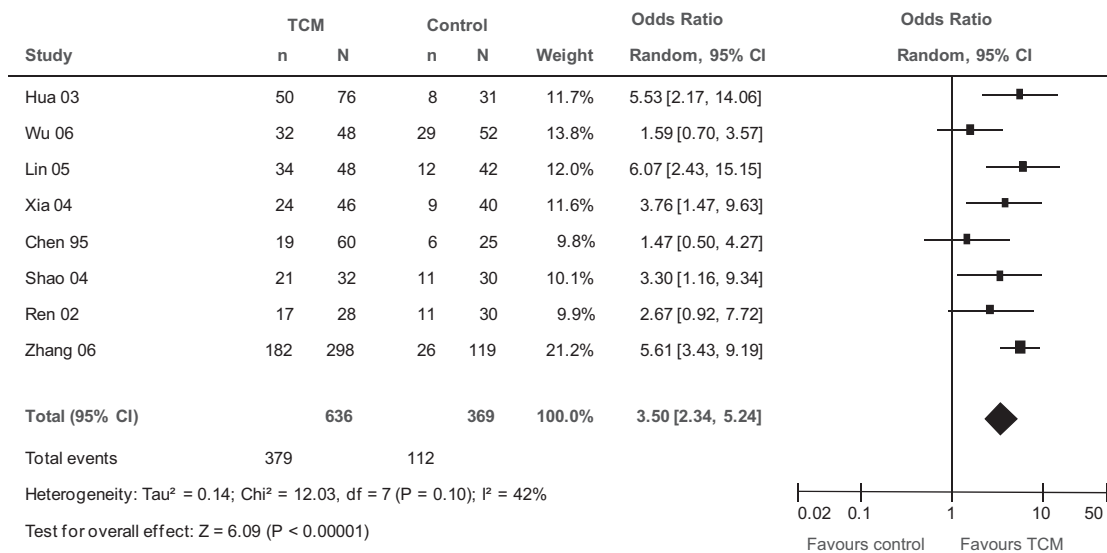 TCM Control Odds Ratio Odds Ratio
Study n N n N Weight Random, 95% CI Random, 95% CI
Hua 03 50 76 8 31 11.7% 5.53 [2.17, 14.06]
Wu 06 32 48 29 52 13.8% 1.59 [0.70, 3.57]
Lin 05 34 48 12 42 12.0% 6.07 [2.43, 15.15]
Xia 04 24 46 9 40 11.6% 3.76 [1.47, 9.63]
Chen 95 19 60 6 25 9.8% 1.47 [0.50, 4.27]
Shao 04 21 32 11 30 10.1% 3.30 [1.16, 9.34]
Ren 02 17 28 11 30 9.9% 2.67 [0.92, 7.72]
Zhang 06 182 298 26 119 21.2% 5.61 [3.43, 9.19]
Total (95% CI) 636 369 100.0% 3.50 [2.34, 5.24]
Total events 379 112
Heterogeneity: Tau² = 0.14; Chi² = 12.03, df = 7 (P = 0.10); I² = 42%
Test for overall effect: Z = 6.09 (P < 0.00001)
0.02 0.1 1 10 50
Favours control Favours TCM